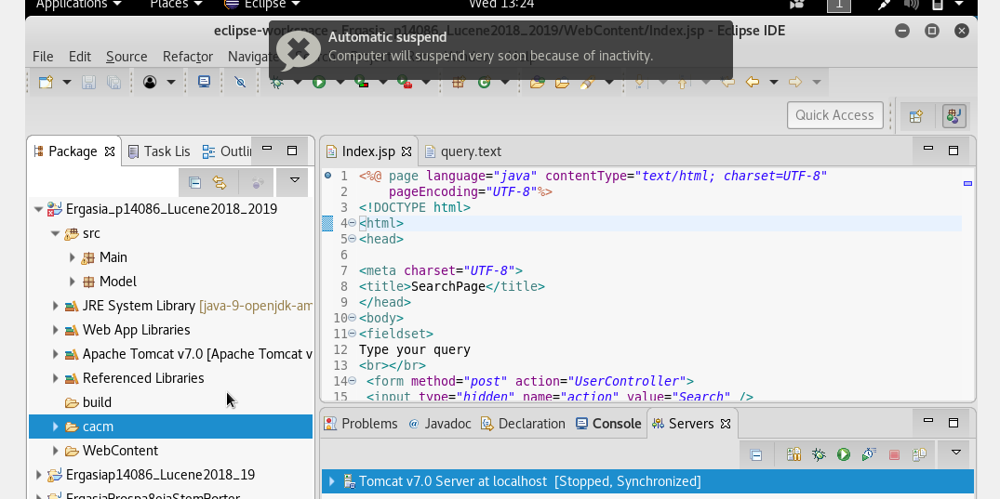 Applications Places Eclipse Wed 13:24 1
eclipse-workspace - Ergasia_p14086_Lucene2018_2019/WebContent/Index.jsp - Eclipse IDE
Automatic suspend
Computer will suspend very soon because of inactivity.
File Edit Source Refactor Navigate
Quick Access
Package Task Lis Outli
Index.jsp query.text
Ergasia_p14086_Lucene2018_2019
src
Main
Model
JRE System Library [java-9-openjdk-am
Web App Libraries
Apache Tomcat v7.0 [Apache Tomcat v
Referenced Libraries
build
cacm
WebContent
Ergasiap14086_Lucene2018_19
ErgasiaProspa8eiaStemPorter
1 <%@ page language="java" contentType="text/html; charset=UTF-8"
2 pageEncoding="UTF-8"%>
3 <!DOCTYPE html>
4 <html>
5 <head>
6
7 <meta charset="UTF-8">
8 <title>SearchPage</title>
9 </head>
10 <body>
11 <fieldset>
12 Type your query
13 <br></br>
14 <form method="post" action="UserController">
15 <input type="hidden" name="action" value="Search" />
Problems Javadoc Declaration Console Servers
Tomcat v7.0 Server at localhost [Stopped, Synchronized]